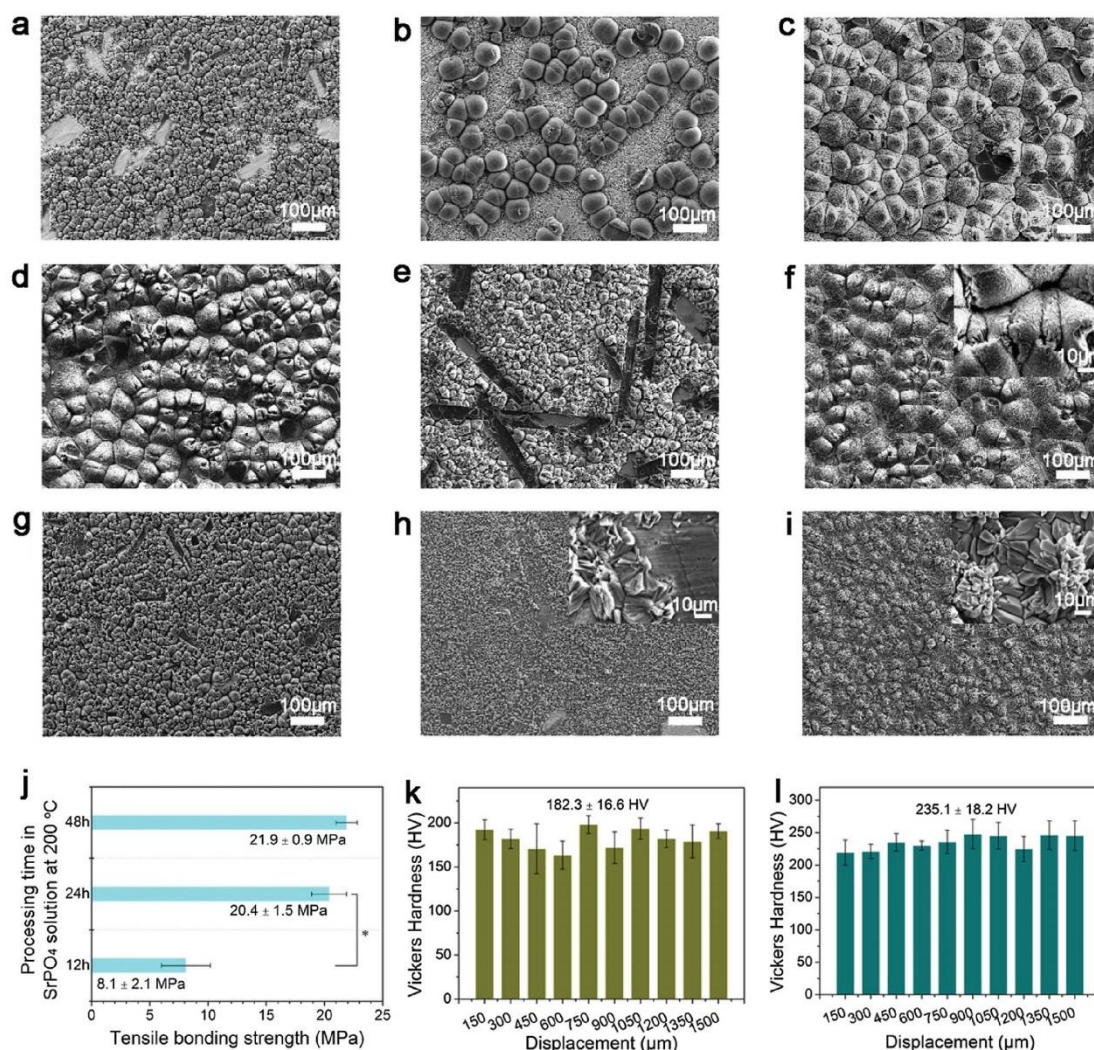 a
b
c
100μm
100μm
100μm
d
e
f
10μ
100μm
100μm
100μm
g
h
i
10μm
1μ
100μm
100μm
100μm
j
k
l
Processing time in
SrPO₄ solution at 200 ℃
48h
21.9 ± 0.9 MPa
24h
20.4 ± 1.5 MPa
*
12h
8.1 ± 2.1 MPa
0 5 10 15 20 25
Tensile bonding strength (MPa)
Vickers Hardness (HV)
182.3 ± 16.6 HV
200
150
100
50
0
150 300 450 600 750 900 1050 1200 1350 1500
Displacement (μm)
Vickers Hardness (HV)
235.1 ± 18.2 HV
300
250
200
150
100
50
0
150 300 450 600 750 900 1050 1200 1350 1500
Displacement (μm)